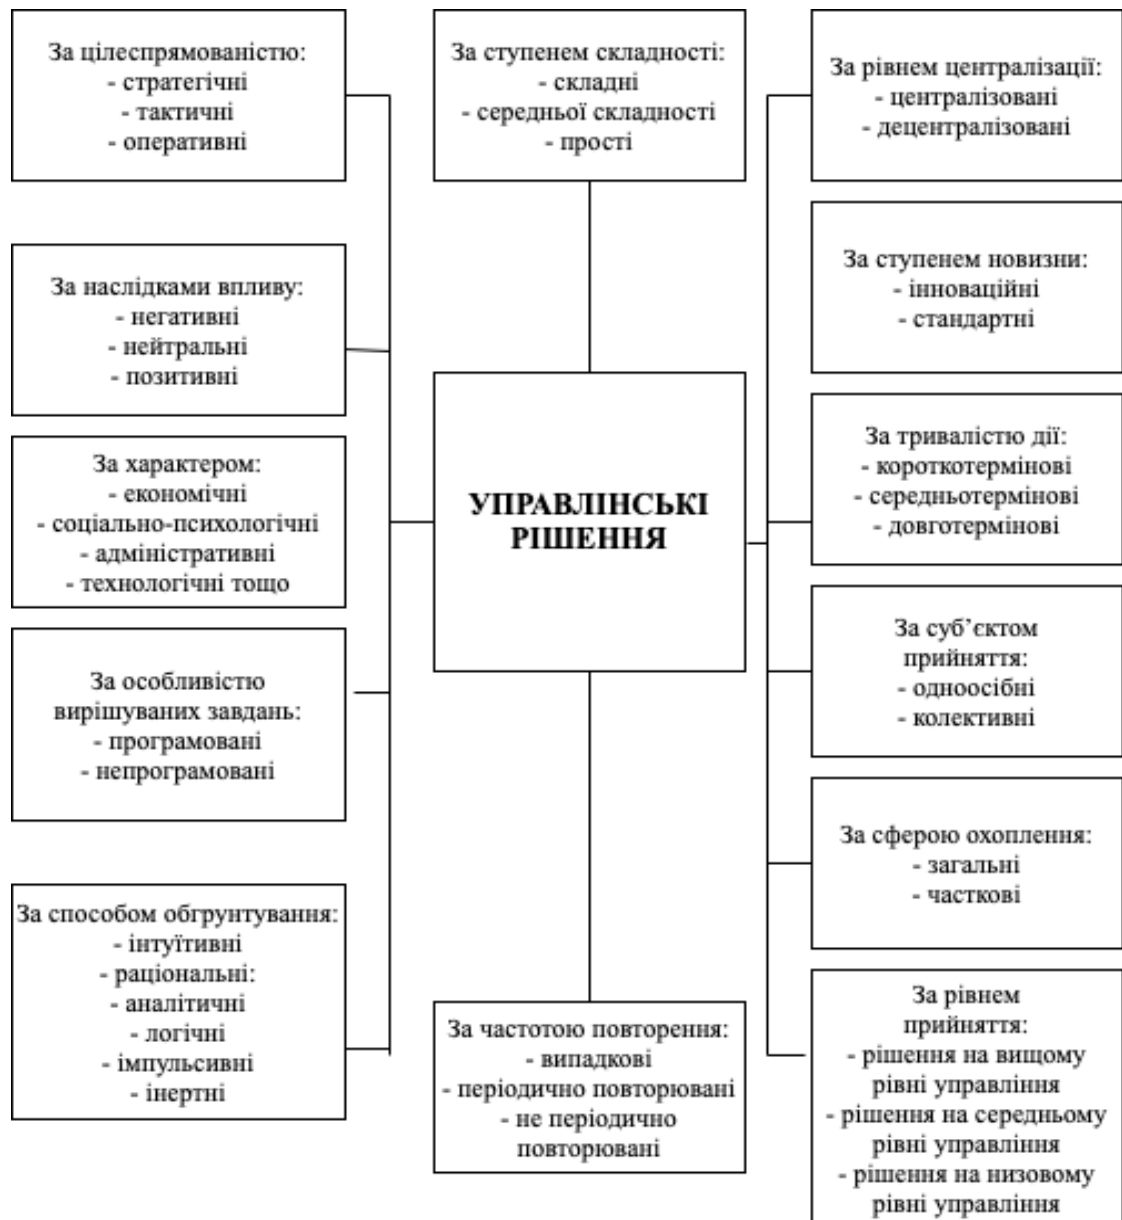 За цілеспрямованістю:
- стратегічні
- тактичні
- оперативні
За ступенем складності:
- складні
- середньої складності
- прості
За рівнем централізації:
- централізовані
- децентралізовані
За наслідками впливу:
- негативні
- нейтральні
- позитивні
За ступенем новизни:
- інноваційні
- стандартні
За характером:
- економічні
- соціально-психологічні
- адміністративні
- технологічні тощо
УПРАВЛІНСЬКІ
РІШЕННЯ
За тривалістю дії:
- короткотермінові
- середньотермінові
- довготермінові
За особливістю
вирішуваних завдань:
- програмовані
- непрограмовані
За суб’єктом
прийняття:
- одноосібні
- колективні
За сферою охоплення:
- загальні
- часткові
За способом обгрунтування:
- інтуїтивні
- раціональні:
- аналітичні
- логічні
- імпульсивні
- інертні
За частотою повторення:
- випадкові
- періодично повторювані
- не періодично
повторювані
За рівнем
прийняття:
- рішення на вищому
рівні управління
- рішення на середньому
рівні управління
- рішення на низовому
рівні управління